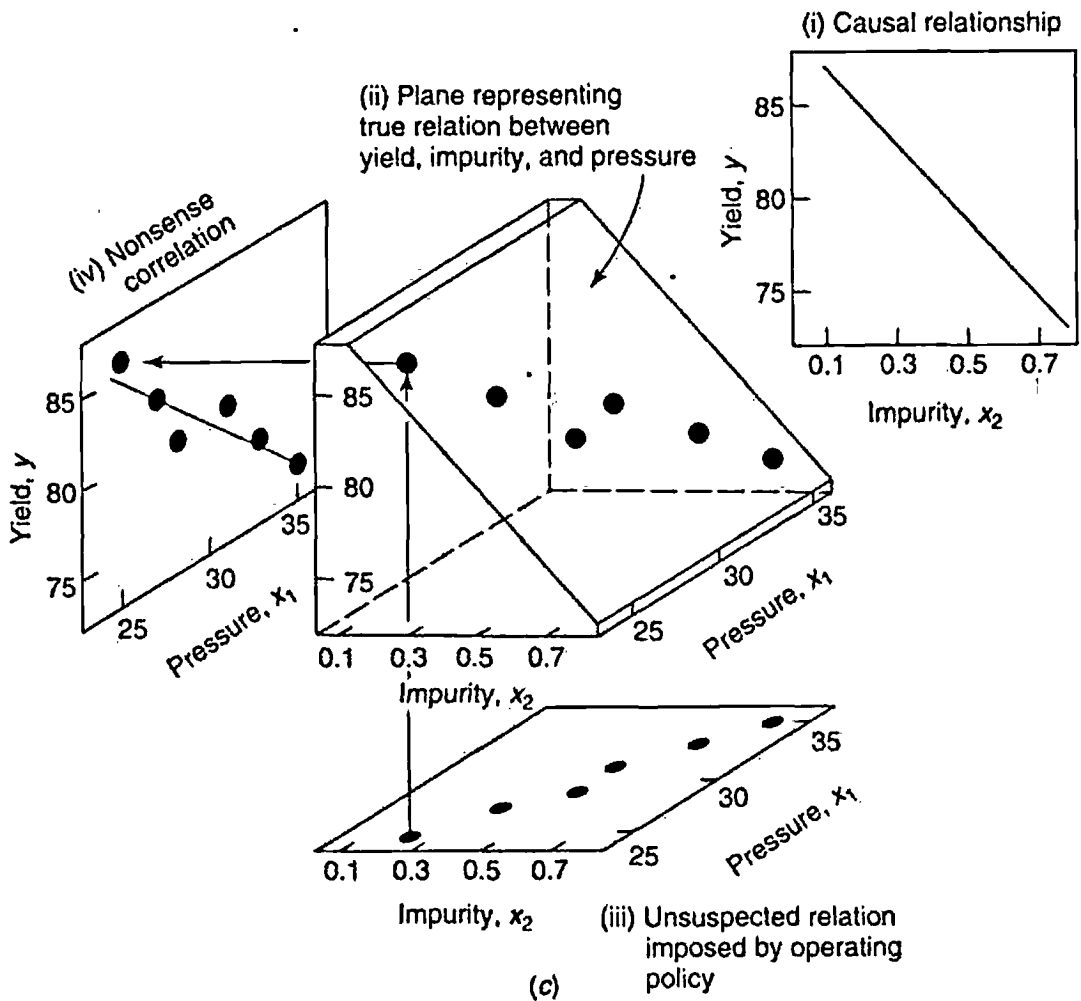 (i) Causal relationship
(ii) Plane representing
true relation between
yield, impurity, and pressure
85
80
75
Yield, y
0.1 0.3 0.5 0.7
Impurity, x₂
(iv) Nonsense
correlation
85
80
75
Yield, y
25
30
35
Pressure, x₁
85
80
75
0.1 0.3 0.5 0.7
Impurity, x₂
25
30
35
Pressure, x₁
0.1 0.3 0.5 0.7
Impurity, x₂
25
30
35
Pressure, x₁
(iii) Unsuspected relation
imposed by operating
policy
(c)